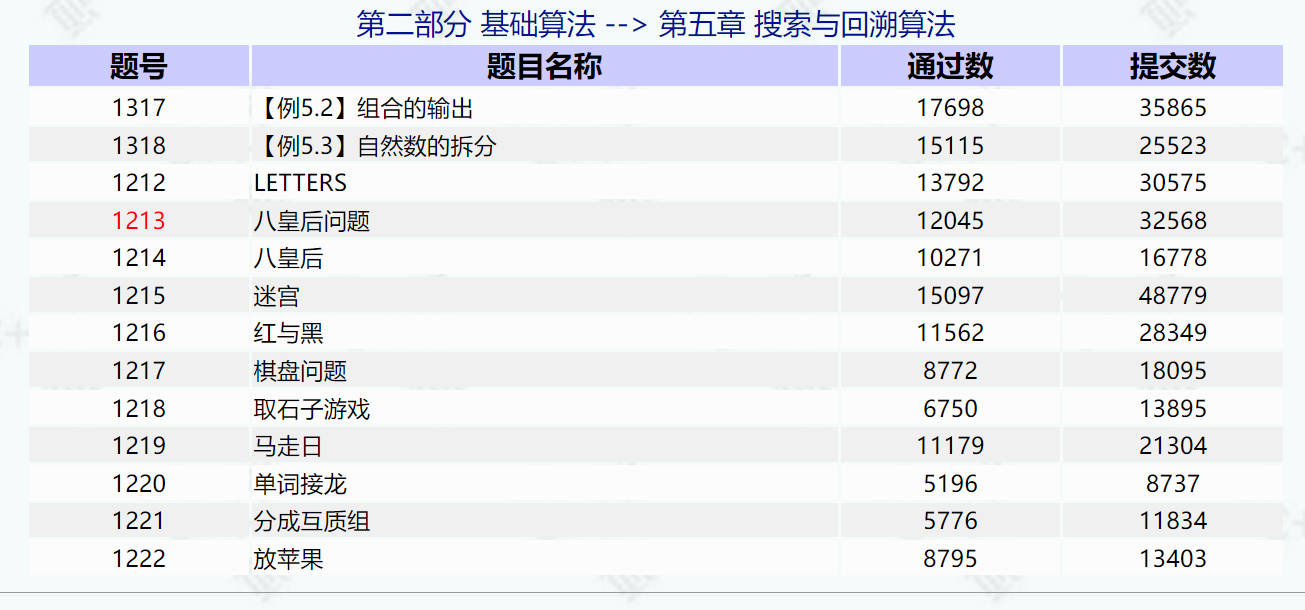 第二部分 基础算法 --> 第五章 搜索与回溯算法
题号 题目名称 通过数 提交数
1317 【例5.2】组合的输出 17698 35865
1318 【例5.3】自然数的拆分 15115 25523
1212 LETTERS 13792 30575
1213 八皇后问题 12045 32568
1214 八皇后 10271 16778
1215 迷宫 15097 48779
1216 红与黑 11562 28349
1217 棋盘问题 8772 18095
1218 取石子游戏 6750 13895
1219 马走日 11179 21304
1220 单词接龙 5196 8737
1221 分成互质组 5776 11834
1222 放苹果 8795 13403